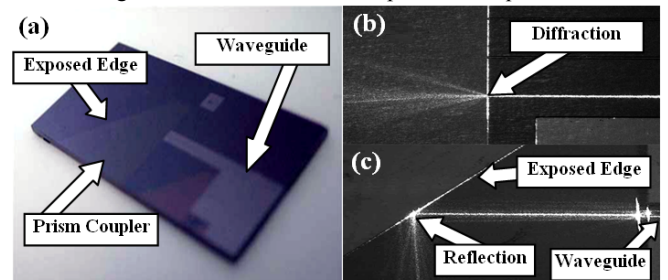 (a)
Waveguide
Exposed Edge
Prism Coupler
(b)
Diffraction
(c)
Exposed Edge
Reflection
Waveguide